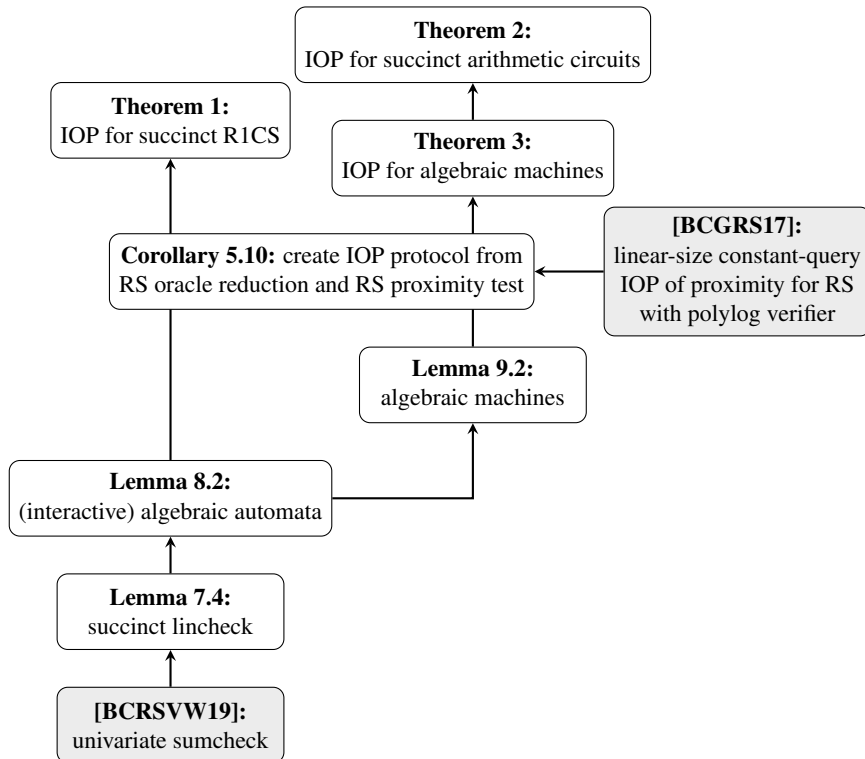 Theorem 2:
IOP for succinct arithmetic circuits
Theorem 1:
IOP for succinct R1CS
Theorem 3:
IOP for algebraic machines
[BCGRS17]:
linear-size constant-query
IOP of proximity for RS
with polylog verifier
Corollary 5.10: create IOP protocol from
RS oracle reduction and RS proximity test
Lemma 9.2:
algebraic machines
Lemma 8.2:
(interactive) algebraic automata
Lemma 7.4:
succinct lincheck
[BCRSVW19]:
univariate sumcheck